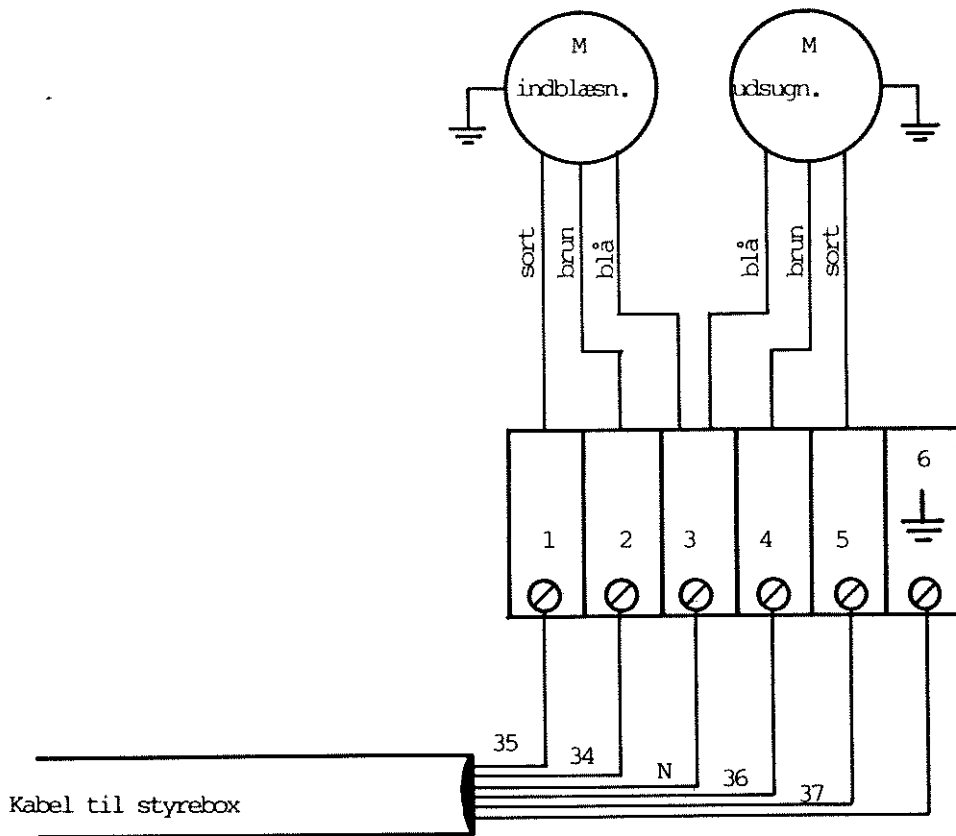 M
M
indblæsn.
udsugn.
sort
brun
blå
blå
brun
sort
6
1
2
3
4
5
35
34
N
36
37
Kabel til styrebox